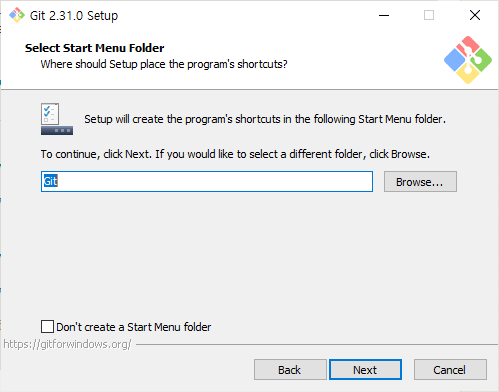 Git 2.31.0 Setup
Select Start Menu Folder
Where should Setup place the program's shortcuts?
Setup will create the program's shortcuts in the following Start Menu folder.
To continue, click Next. If you would like to select a different folder, click Browse.
Git
Browse...
Don't create a Start Menu folder
https://gitforwindows.org/
Back
Next
Cancel